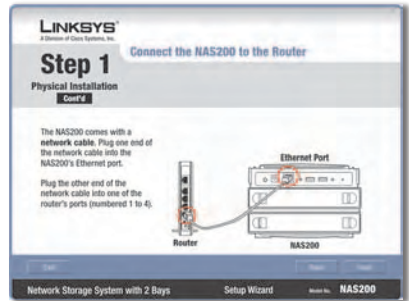 LINKSYS®
A Division of Cisco Systems, Inc.
Connect the NAS200 to the Router
Step 1
Physical Installation
Cont'd
The NAS200 comes with a
network cable. Plug one end of
the network cable into the
NAS200's Ethernet port.
Plug the other end of the
network cable into one of the
router's ports (numbered 1 to 4).
Ethernet Port
Router
NAS200
Network Storage System with 2 Bays
Setup Wizard
Model No.
NAS200